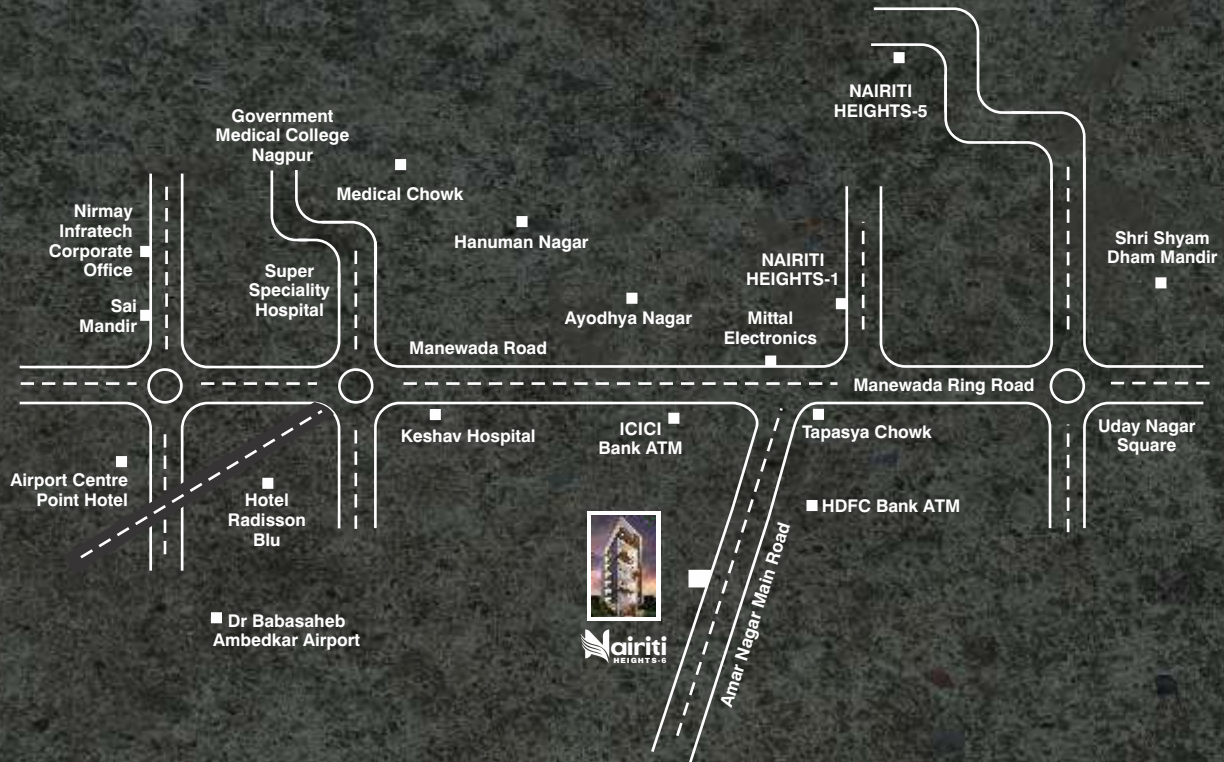 NAIRITI
HEIGHTS-5
Government
Medical College
Nagpur
Medical Chowk
Nirmay
Infratech
Corporate
Office
Hanuman Nagar
Shri Shyam
Dham Mandir
NAIRITI
HEIGHTS-1
Super
Speciality
Hospital
Sai
Mandir
Ayodhya Nagar
Mittal
Electronics
Manewada Road
Manewada Ring Road
Keshav Hospital
ICICI
Bank ATM
Tapasya Chowk
Uday Nagar
Square
Airport Centre
Point Hotel
Hotel
Radisson
Blu
HDFC Bank ATM
Amar Nagar Main Road
Dr Babasaheb
Ambedkar Airport
Nairiti
HEIGHTS-6